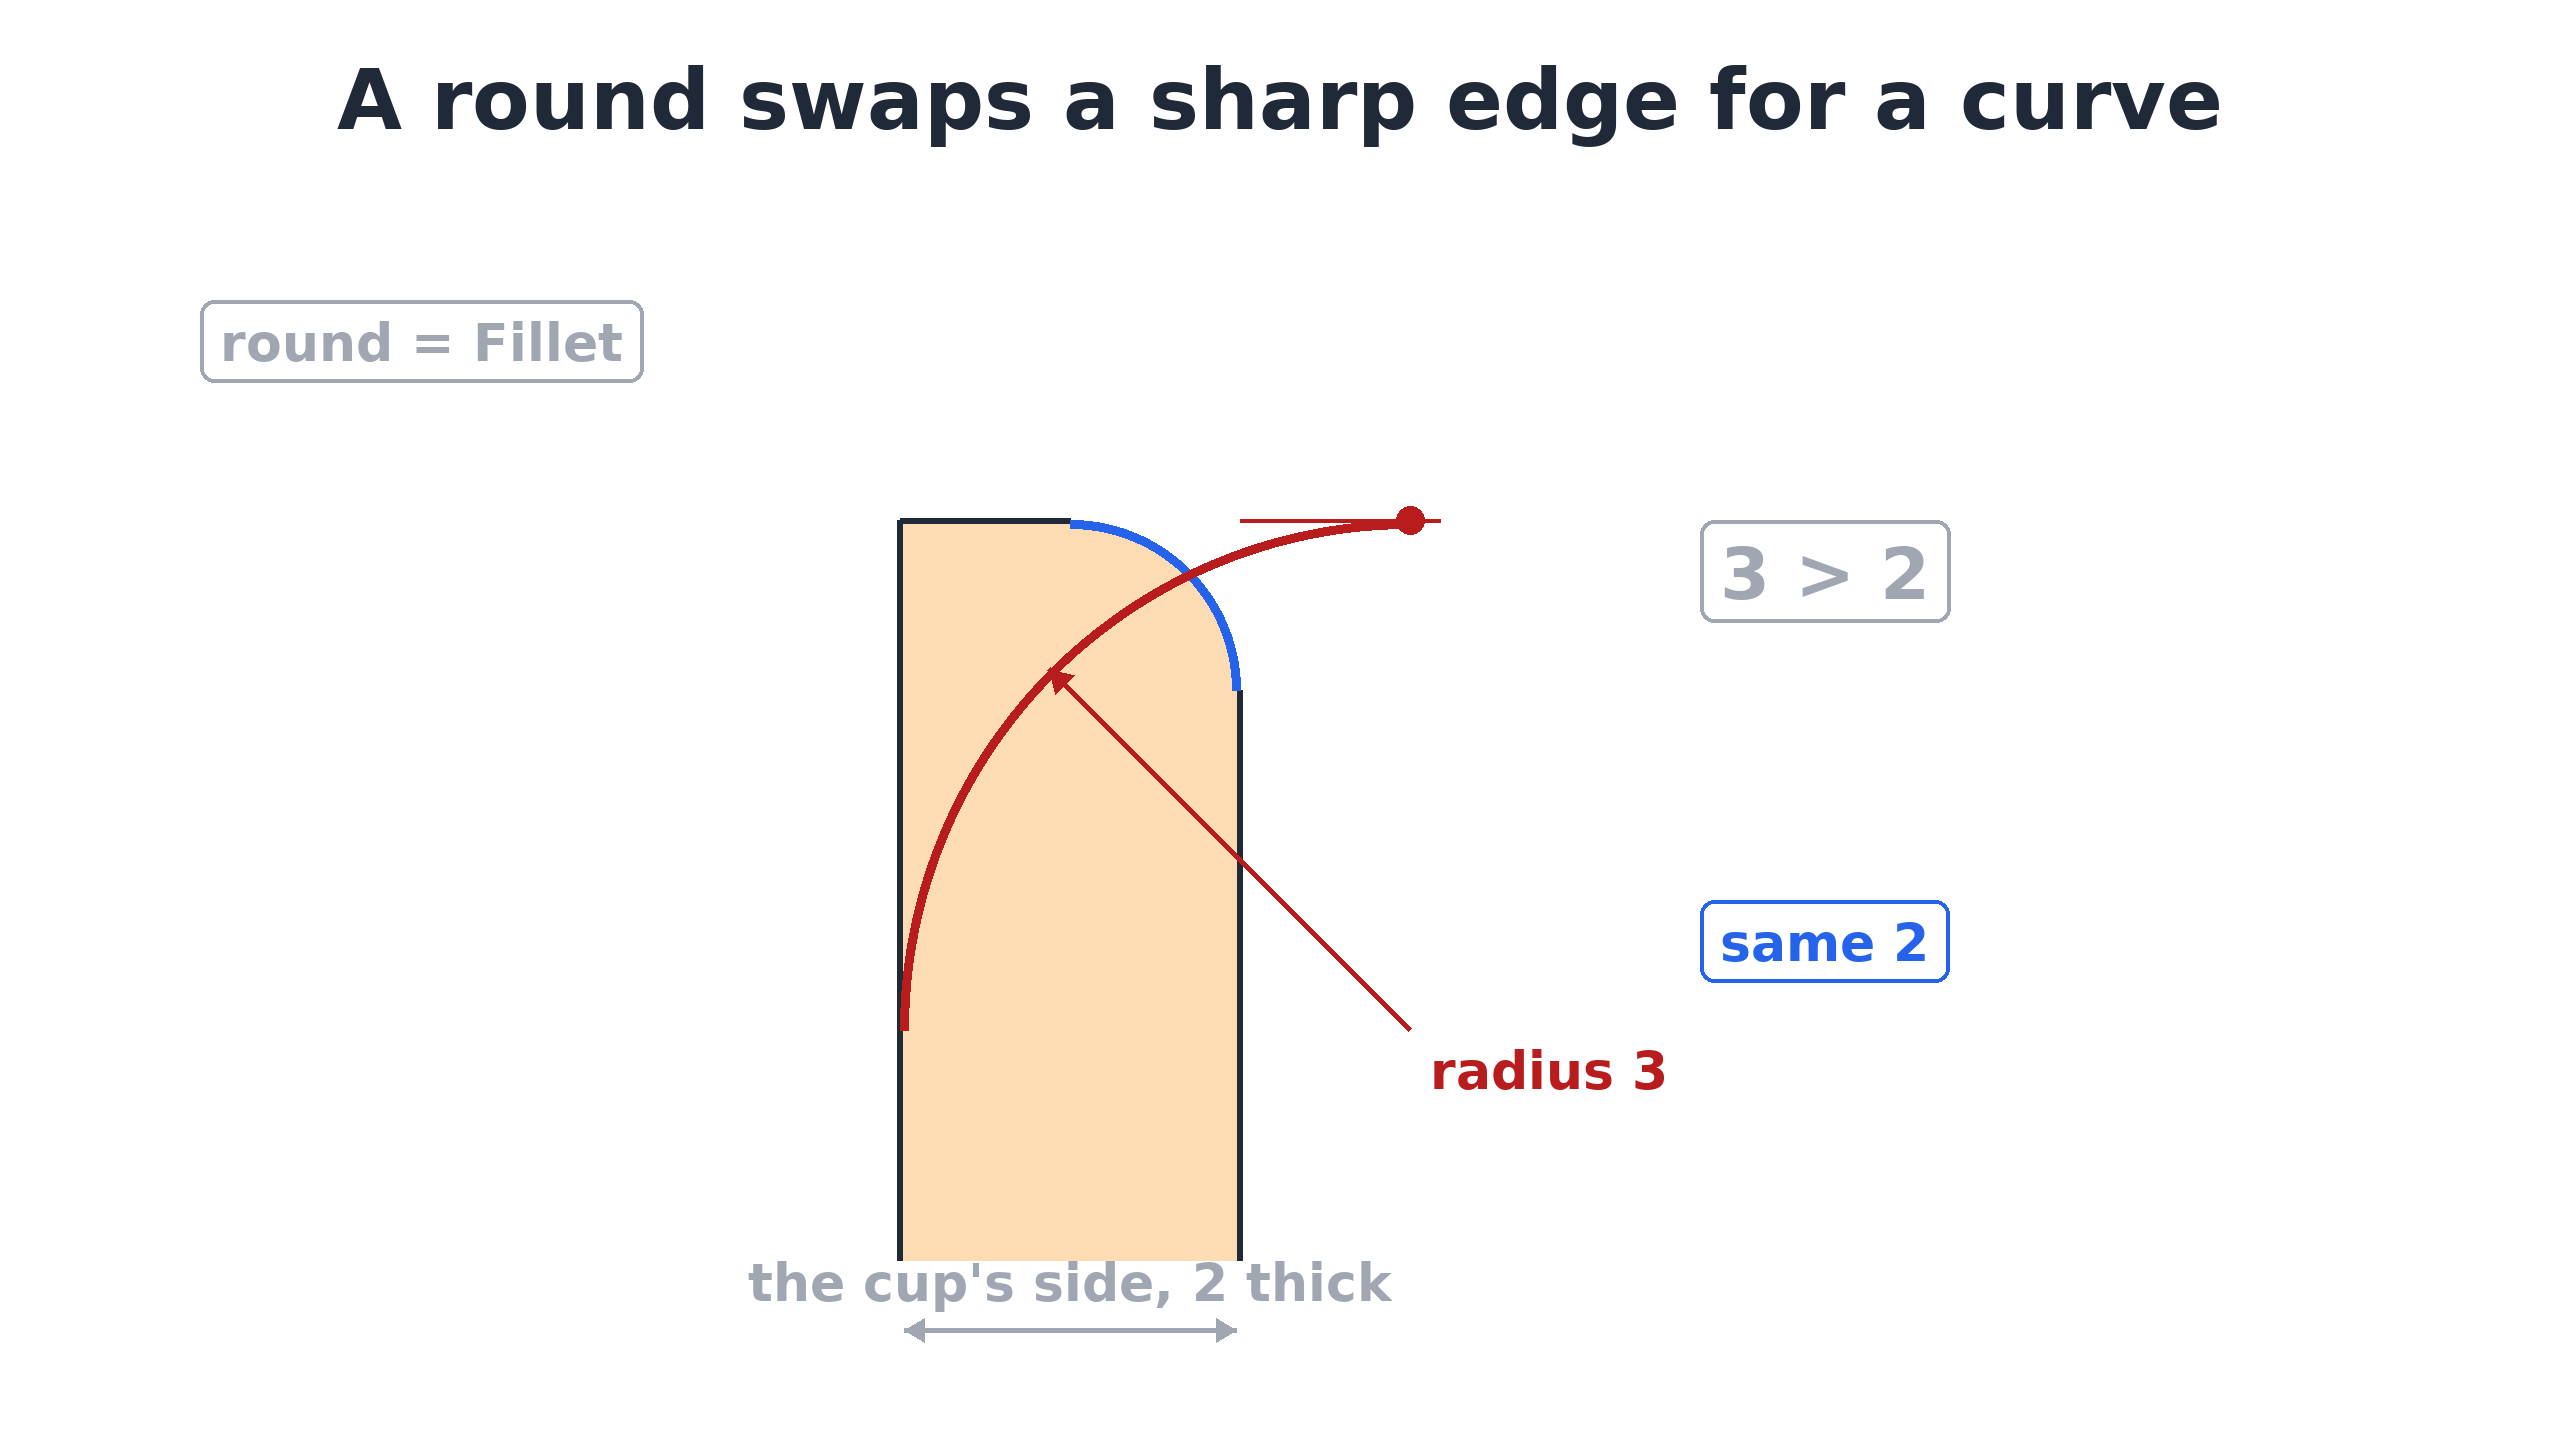 A round swaps a sharp edge for a curve
round = Fillet
3 > 2
same 2
radius 3
the cup's side, 2 thick